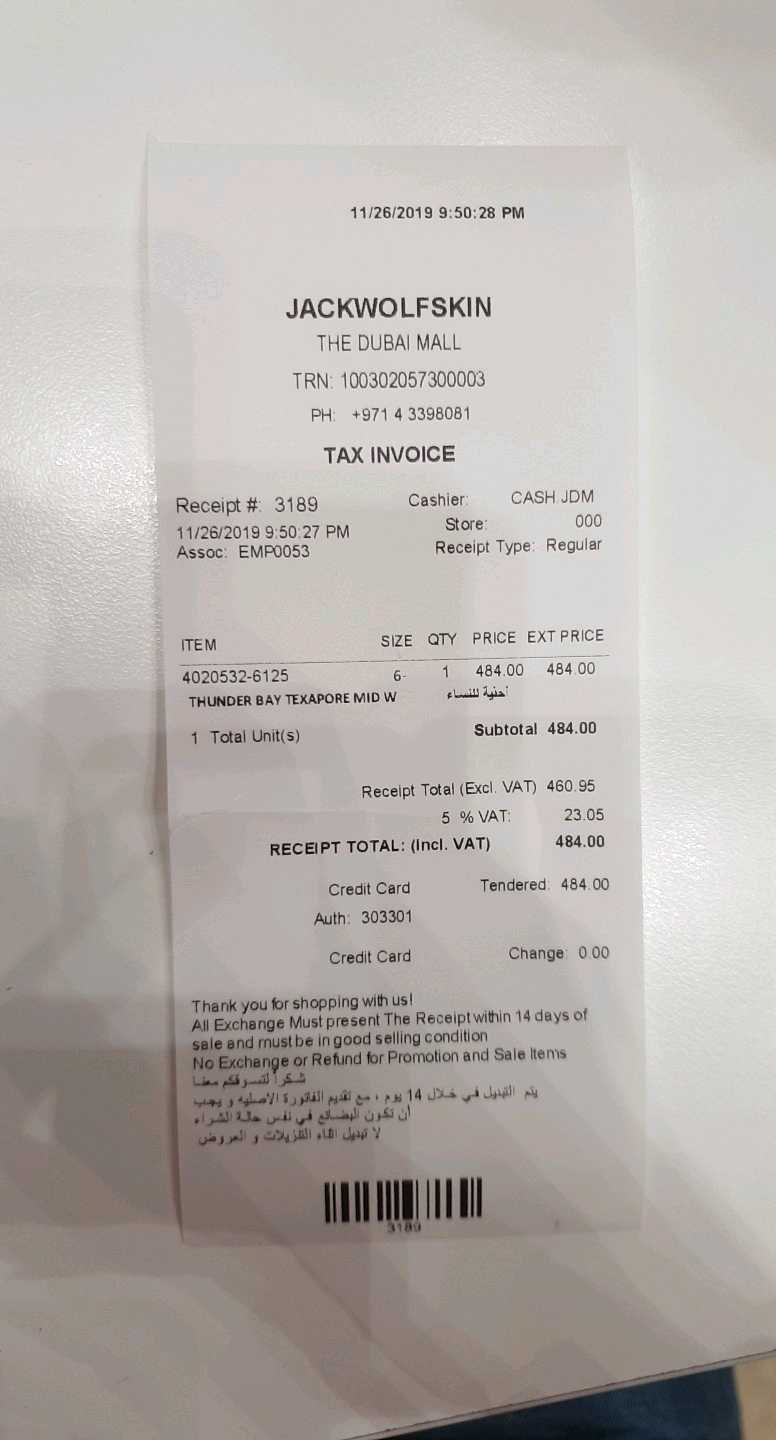 11/26/2019 9:50:28 PM
JACKWOLFSKIN
THE DUBAI MALL
TRN: 100302057300003
PH: +971 4 3398081
TAX INVOICE
Receipt #: 3189 Cashier: CASH JDM
11/26/2019 9:50:27 PM Store: 000
Assoc: EMP0053 Receipt Type: Regular
ITEM SIZE QTY PRICE EXT PRICE
4020532-6125 6- 1 484.00 484.00
THUNDER BAY TEXAPORE MID W أحذية للنساء
1 Total Unit(s) Subtotal 484.00
Receipt Total (Excl. VAT) 460.95
5 % VAT: 23.05
RECEIPT TOTAL: (Incl. VAT) 484.00
Credit Card Tendered: 484.00
Auth: 303301
Credit Card Change: 0.00
Thank you for shopping with us!
All Exchange Must present The Receipt within 14 days of
sale and must be in good selling condition
No Exchange or Refund for Promotion and Sale Items
شكراً لتسوقكم معنا
يتم التبديل في خلال 14 يوم ، مع تقديم الفاتورة الاصليه و يجب
أن تكون البضائع في نفس حالة الشراء
لا تبديل اثناء التنزيلات و العروض
3189